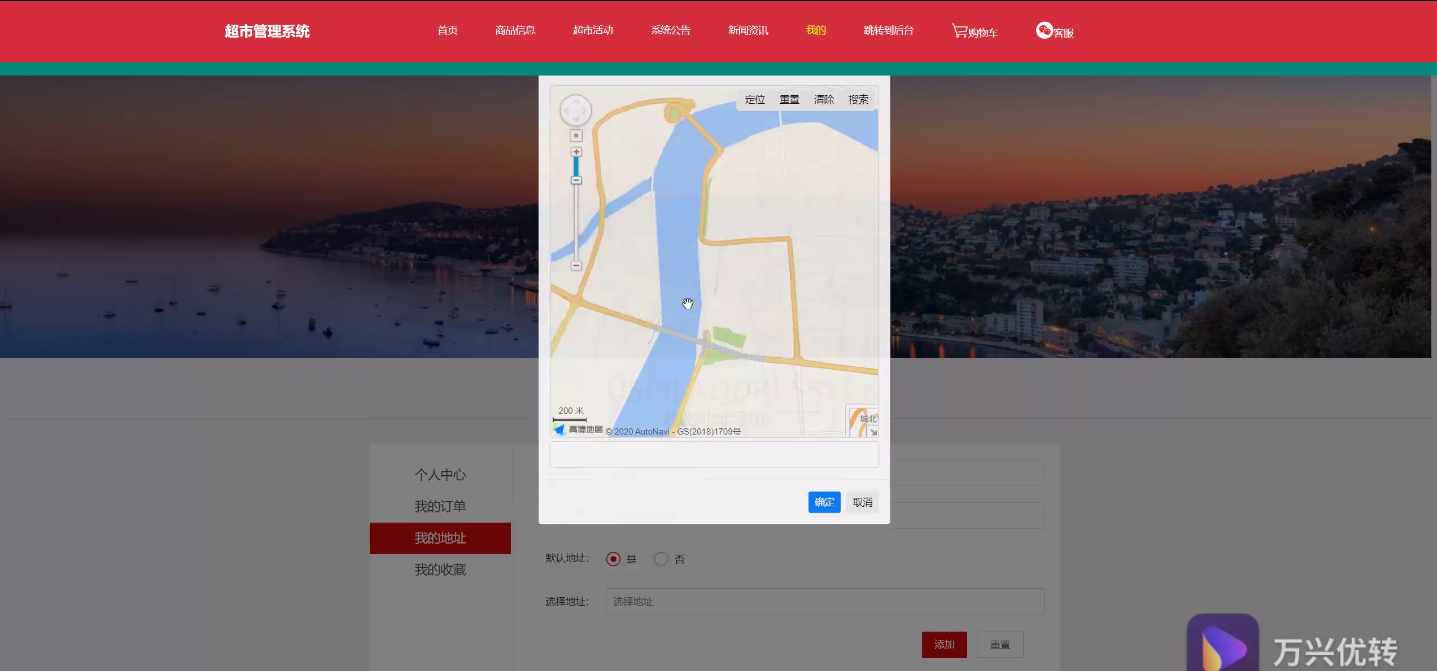 超市管理系统 首页 商品信息 超市活动 系统公告 新闻资讯 我的 跳转到后台 购物车 客服
定位 重置 清除 搜索
200 米
高德地图 © 2020 AutoNavi - GS(2018)1709号
城北
确定 取消
个人中心
我的订单
我的地址
我的收藏
默认地址: 是 否
选择地址: 选择地址
添加 重置
万兴优转